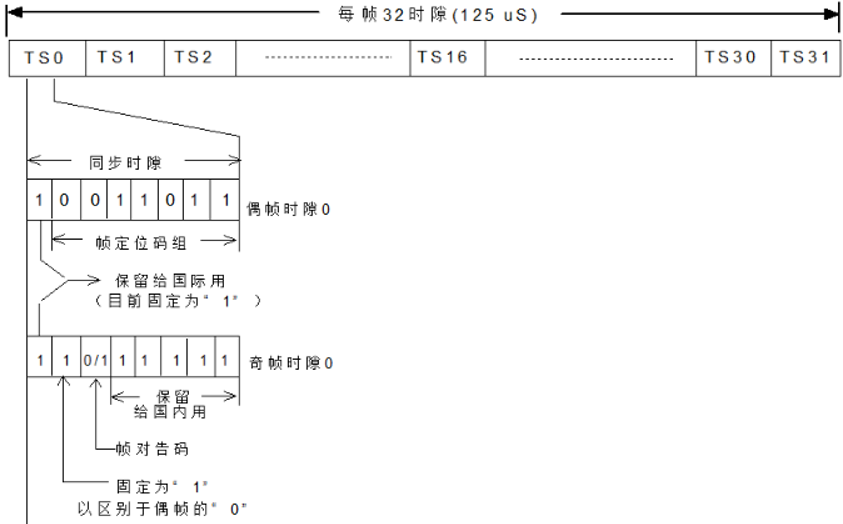 每帧32时隙(125 uS)
TS0 TS1 TS2 TS16 TS30 TS31
同步时隙
1 0 0 1 1 0 1 1 偶帧时隙0
帧定位码组
保留给国际用
（目前固定为“ 1” ）
1 1 0/1 1 1 1 1 1 奇帧时隙0
保留
给国内用
帧对告码
固定为“ 1”
以区别于偶帧的“ 0”